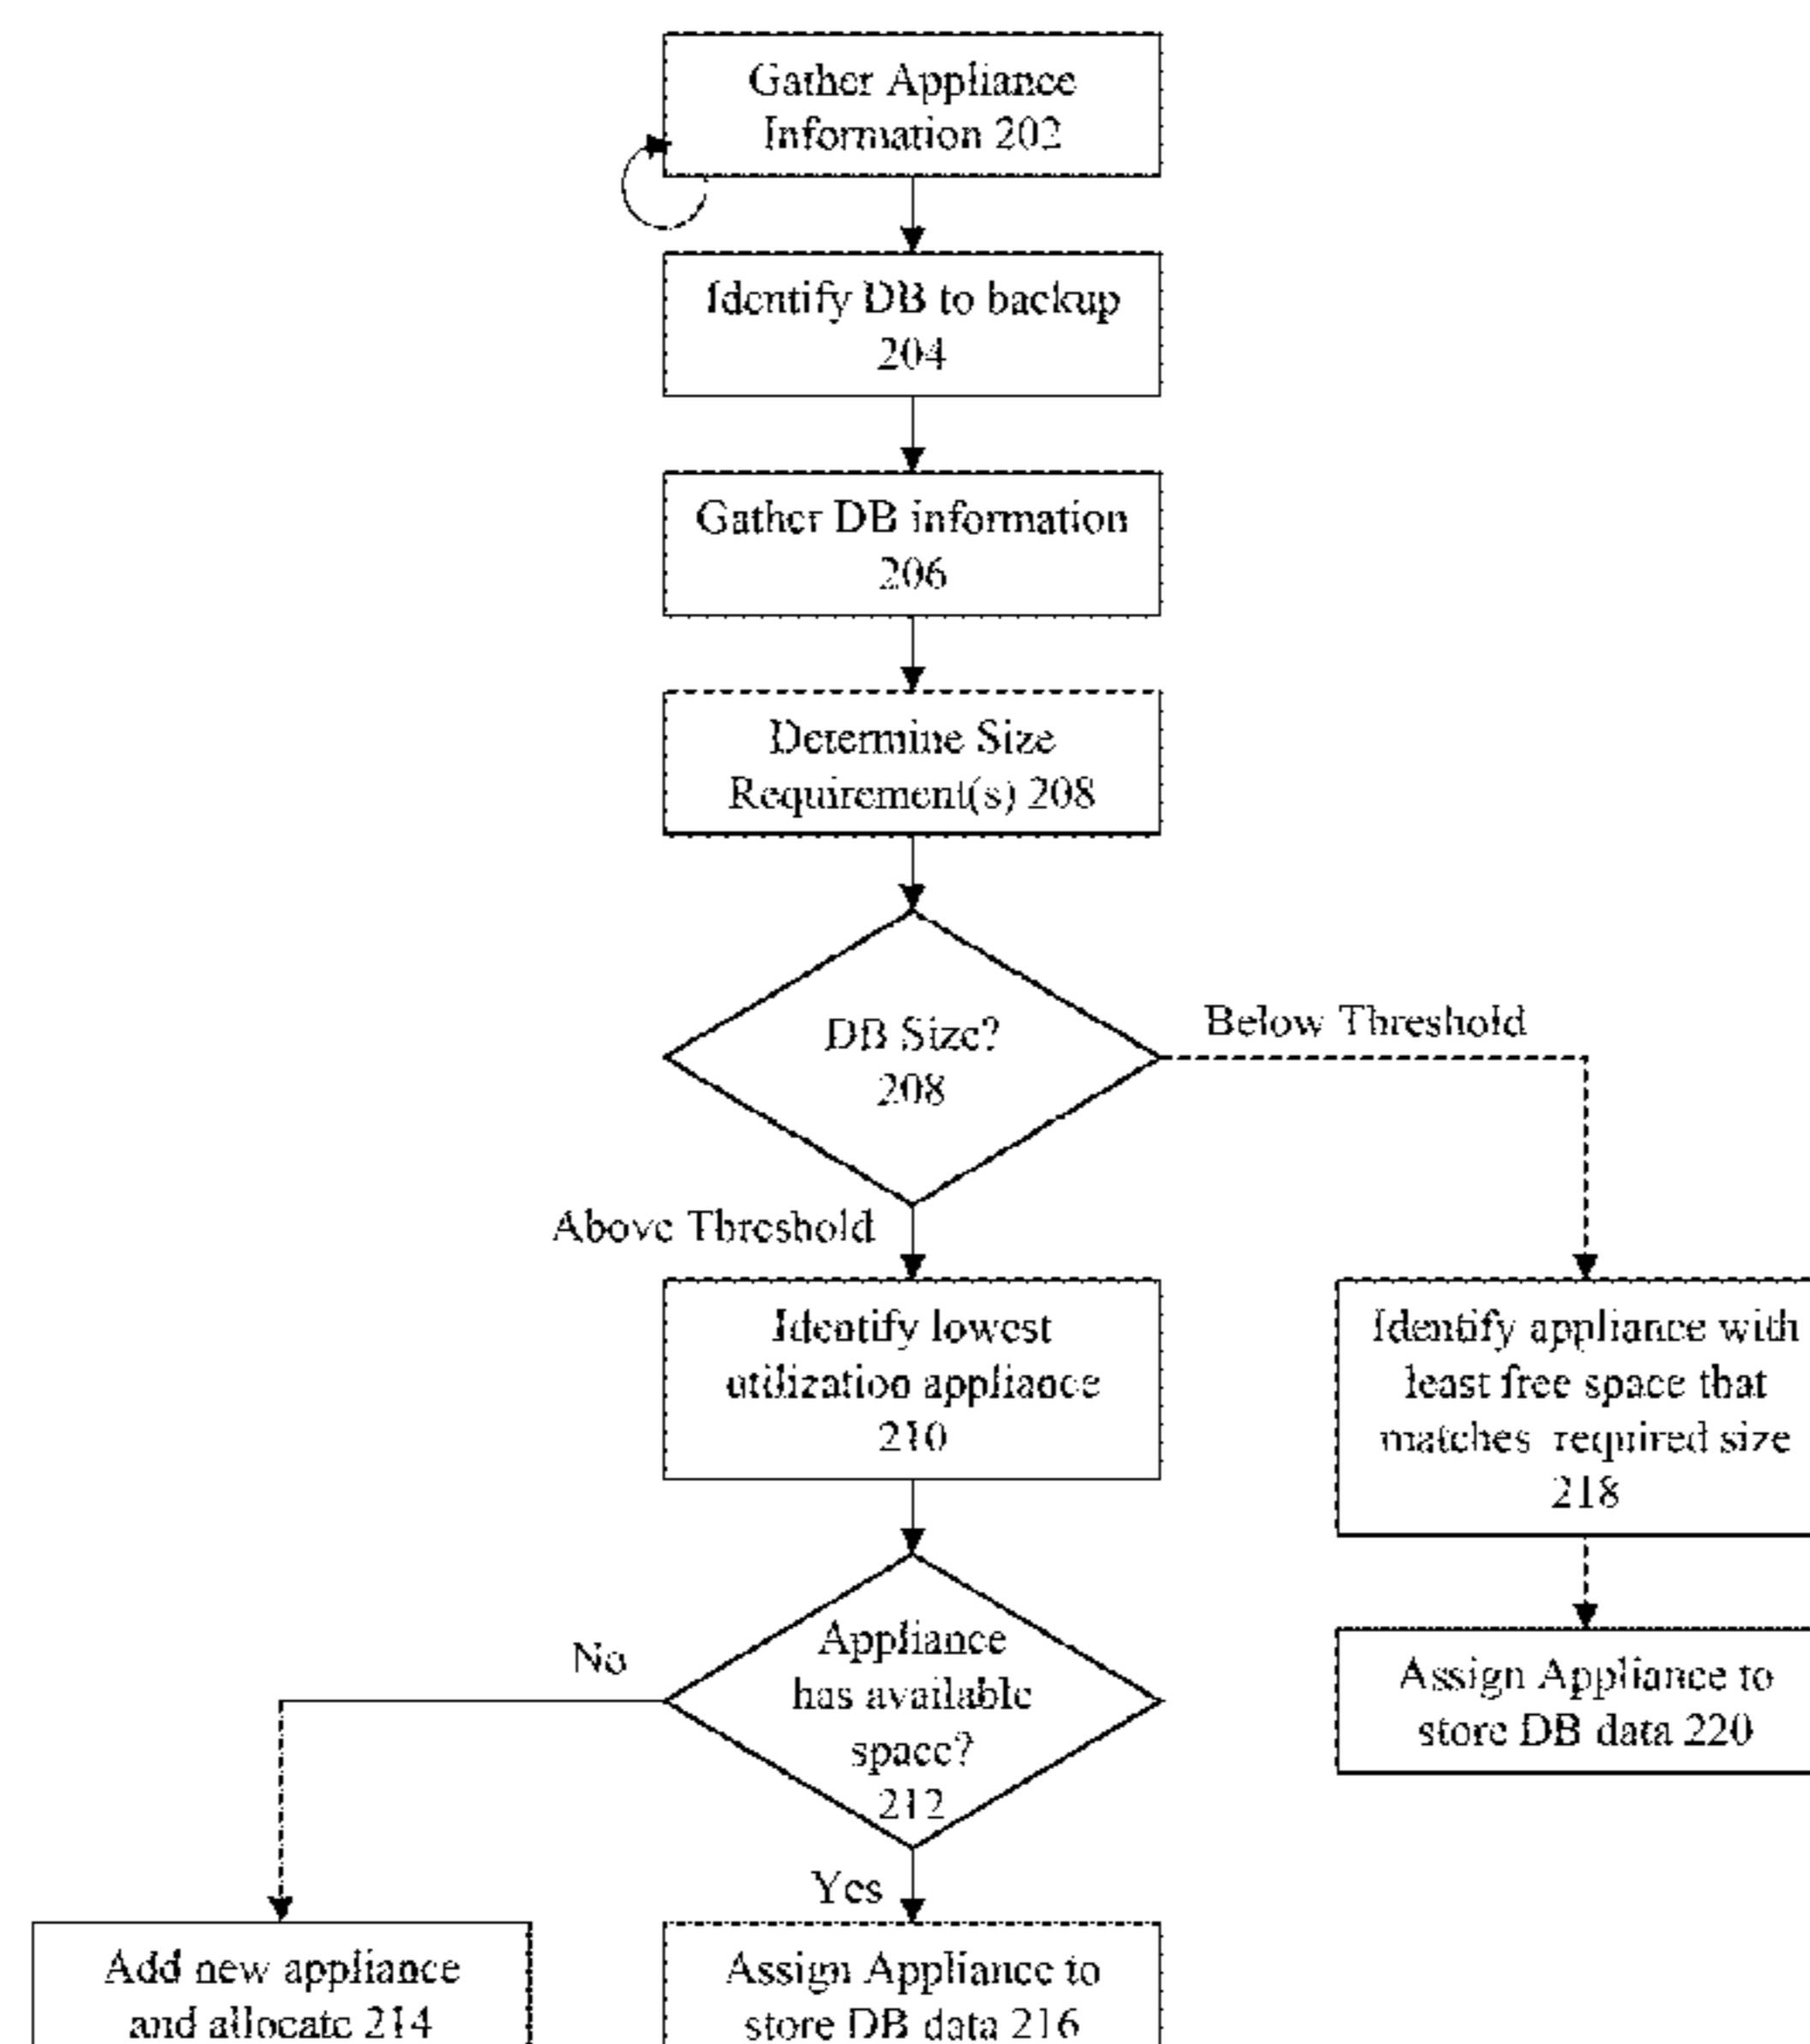 Gather Appliance
Information 202
Identify DB to backup
204
Gather DB information
206
Determine Size
Requirement(s) 208
DB Size?
208
Below Threshold
Above Threshold
Identify lowest
utilization appliance
210
Identify appliance with
least free space that
matches required size
218
Appliance
has available
space?
212
No
Assign Appliance to
store DB data 220
Yes
Add new appliance
and allocate 214
Assign Appliance to
store DB data 216